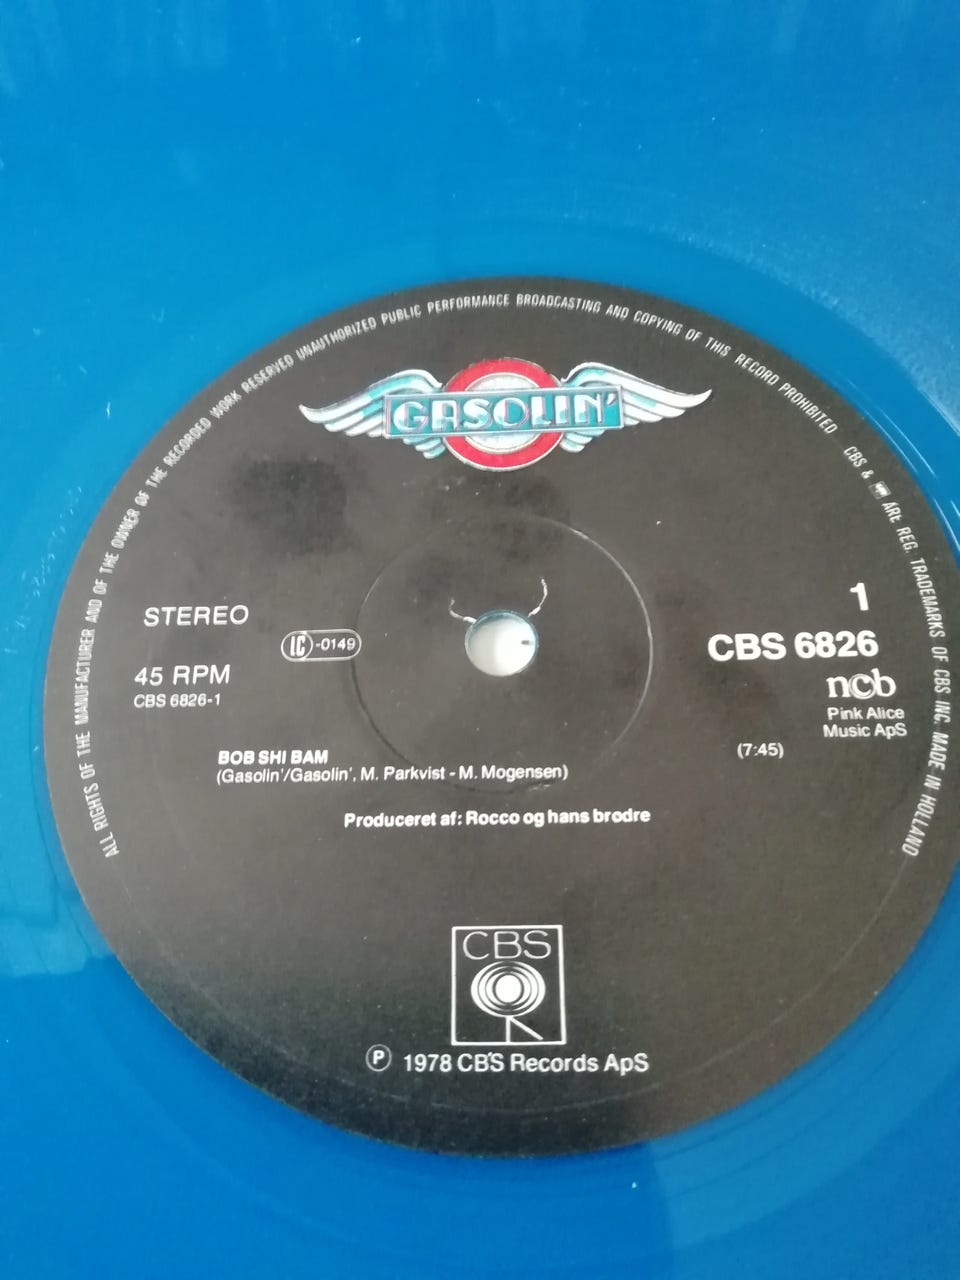 ALL RIGHTS OF THE MANUFACTURER AND OF THE OWNER OF THE RECORDED WORK RESERVED UNAUTHORIZED PUBLIC PERFORMANCE BROADCASTING AND COPYING OF THIS RECORD PROHIBITED CBS & ARE REG. TRADEMARKS OF CBS INC. MADE IN HOLLAND
GASOLIN'
STEREO
LC-0149
45 RPM
CBS 6826-1
1
CBS 6826
ncb
Pink Alice
Music ApS
(7:45)
BOB SHI BAM
(Gasolin'/Gasolin', M. Parkvist - M. Mogensen)
Produceret af: Rocco og hans brødre
CBS
Ⓟ 1978 CBS Records ApS